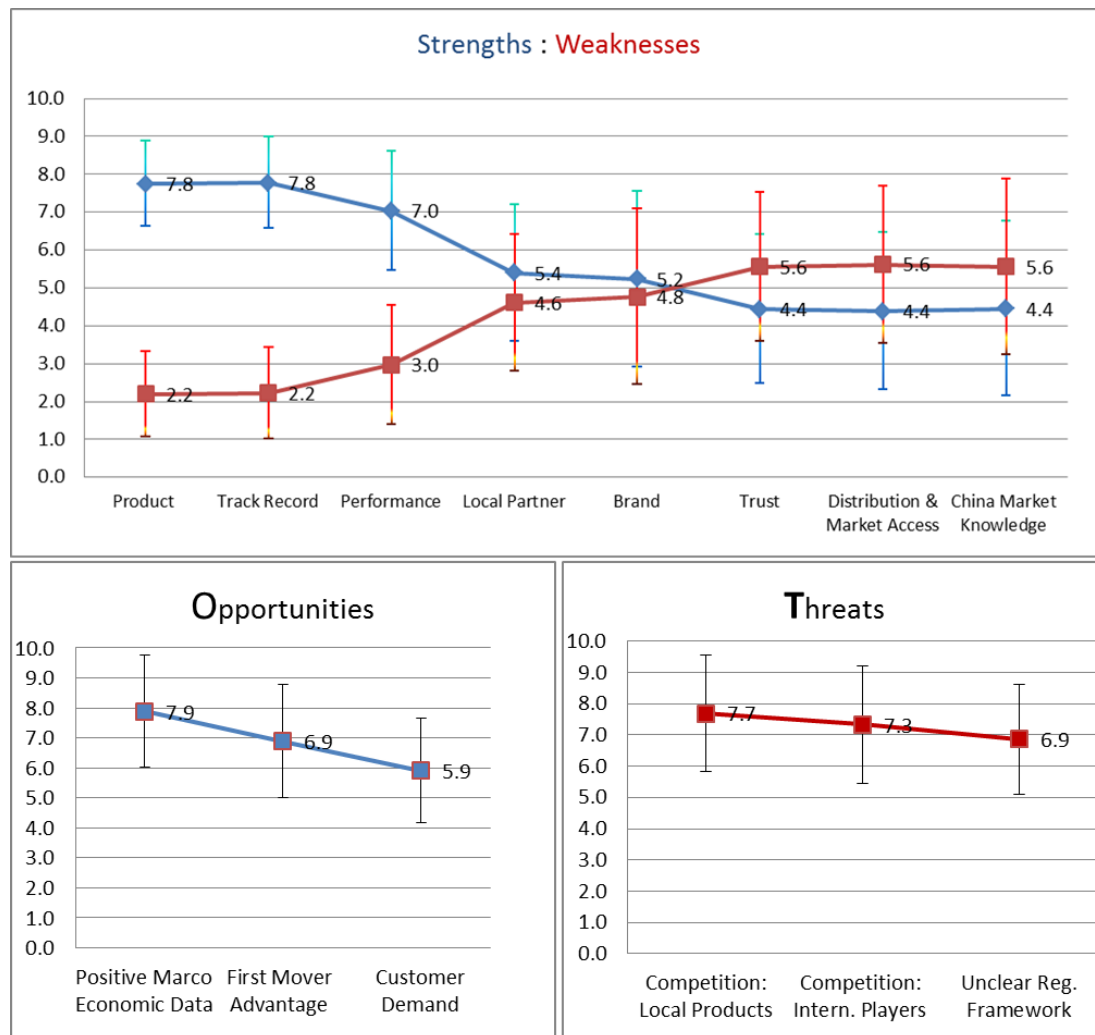 Strengths : Weaknesses
10.0
9.0
8.0
7.0
6.0
5.0
4.0
3.0
2.0
1.0
0.0
7.8
7.8
7.0
5.4
5.2
4.4
4.4
4.4
2.2
2.2
3.0
4.6
4.8
5.6
5.6
5.6
Product
Track Record
Performance
Local Partner
Brand
Trust
Distribution &
Market Access
China Market
Knowledge
Opportunities
10.0
9.0
8.0
7.0
6.0
5.0
4.0
3.0
2.0
1.0
0.0
7.9
6.9
5.9
Positive Marco
Economic Data
First Mover
Advantage
Customer
Demand
Threats
10.0
9.0
8.0
7.0
6.0
5.0
4.0
3.0
2.0
1.0
0.0
7.7
7.3
6.9
Competition:
Local Products
Competition:
Intern. Players
Unclear Reg.
Framework